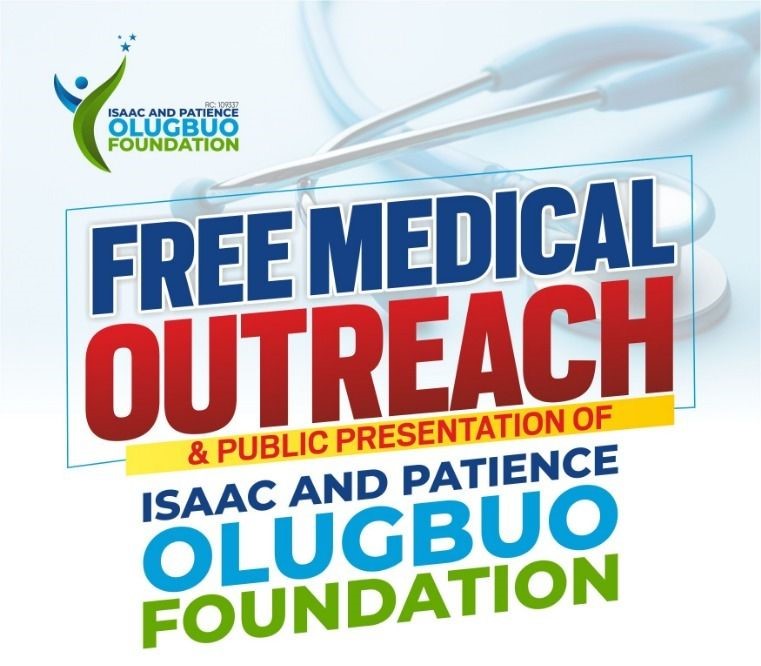 RC: 109337
ISAAC AND PATIENCE
OLUGBUO
FOUNDATION
FREE MEDICAL
OUTREACH
& PUBLIC PRESENTATION OF
ISAAC AND PATIENCE
OLUGBUO
FOUNDATION